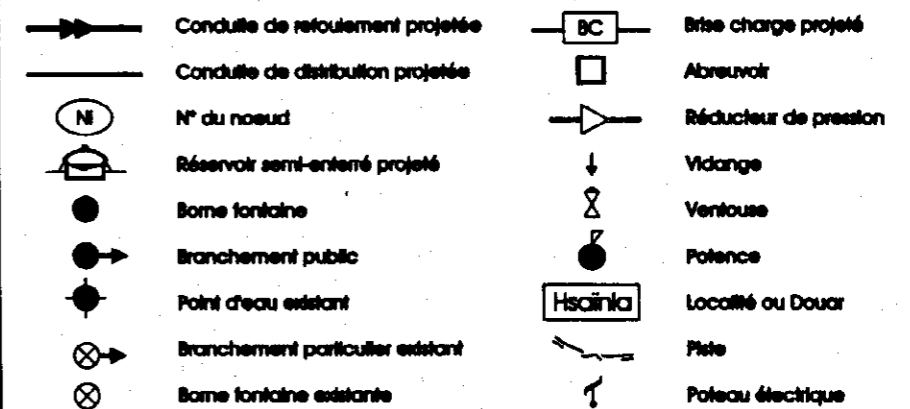 Conduite de refoulement projetée
Conduite de distribution projetée
Ni N° du noeud
Réservoir semi-enterré projeté
Borne fontaine
Branchement public
Point d'eau existant
Branchement particulier existant
Borne fontaine existante
BC Brise charge projeté
Abreuvoir
Réducteur de pression
Vidange
Ventouse
Potence
Hsaïnia Localité ou Douar
Piste
Poteau électrique